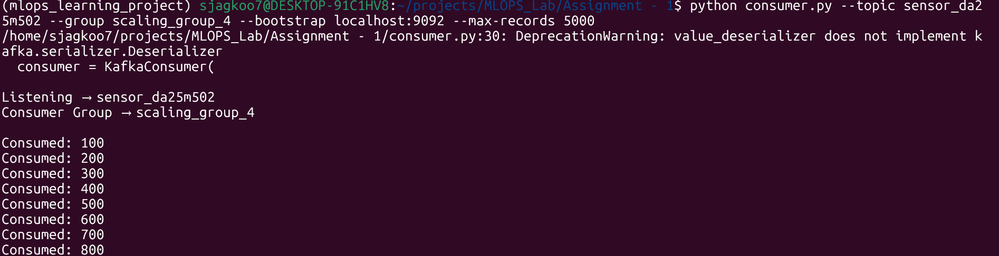 (mlops_learning_project) sjagkoo7@DESKTOP-91C1HV8:~/projects/MLOPS_Lab/Assignment - 1$ python consumer.py --topic sensor_da2
5m502 --group scaling_group_4 --bootstrap localhost:9092 --max-records 5000
/home/sjagkoo7/projects/MLOPS_Lab/Assignment - 1/consumer.py:30: DeprecationWarning: value_deserializer does not implement k
afka.serializer.Deserializer
  consumer = KafkaConsumer(
Listening → sensor_da25m502
Consumer Group → scaling_group_4
Consumed: 100
Consumed: 200
Consumed: 300
Consumed: 400
Consumed: 500
Consumed: 600
Consumed: 700
Consumed: 800